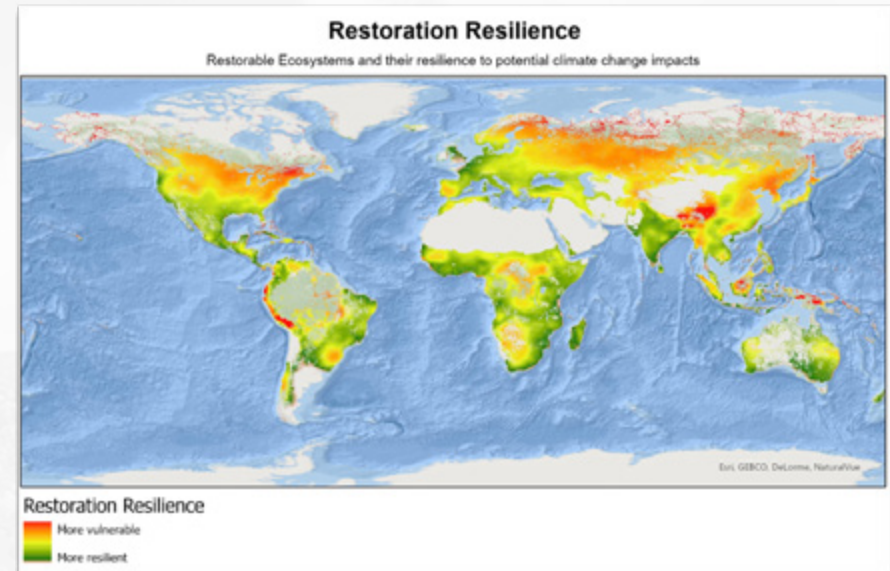 Restoration Resilience
Restorable Ecosystems and their resilience to potential climate change impacts
Esri, GEBCO, DeLorme, NaturalVue
Restoration Resilience
More vulnerable
More resilient